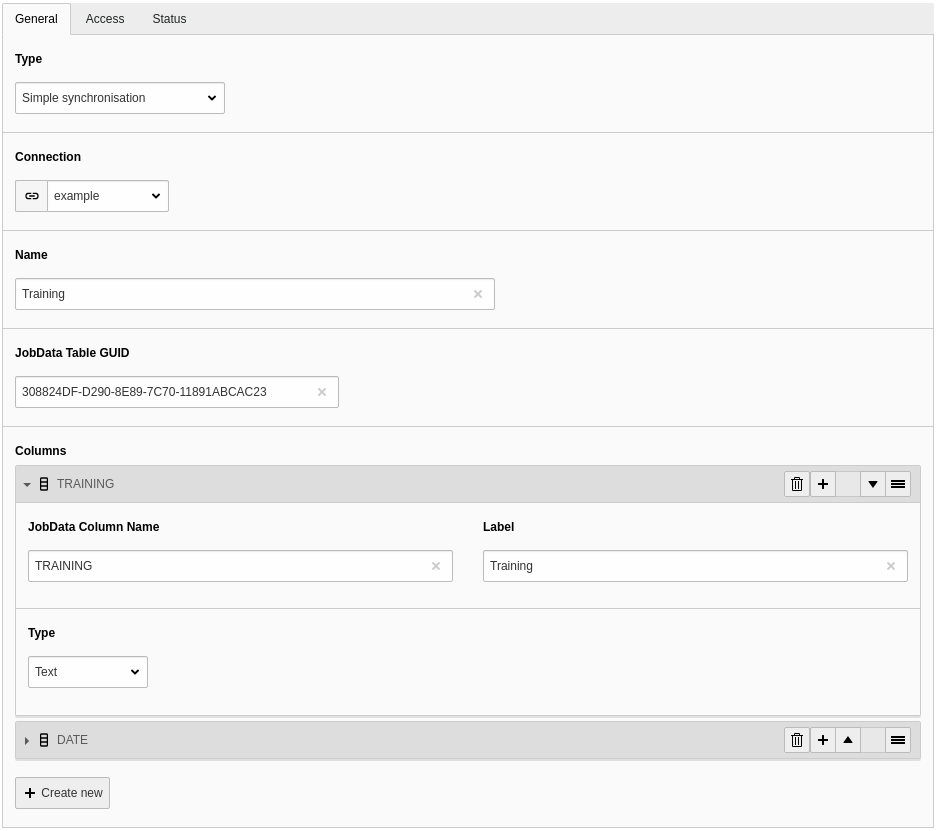 General Access Status
Type
Simple synchronisation
Connection
example
Name
Training
JobData Table GUID
308824DF-D290-8E89-7C70-11891ABCAC23
Columns
TRAINING
JobData Column Name Label
TRAINING Training
Type
Text
DATE
Create new